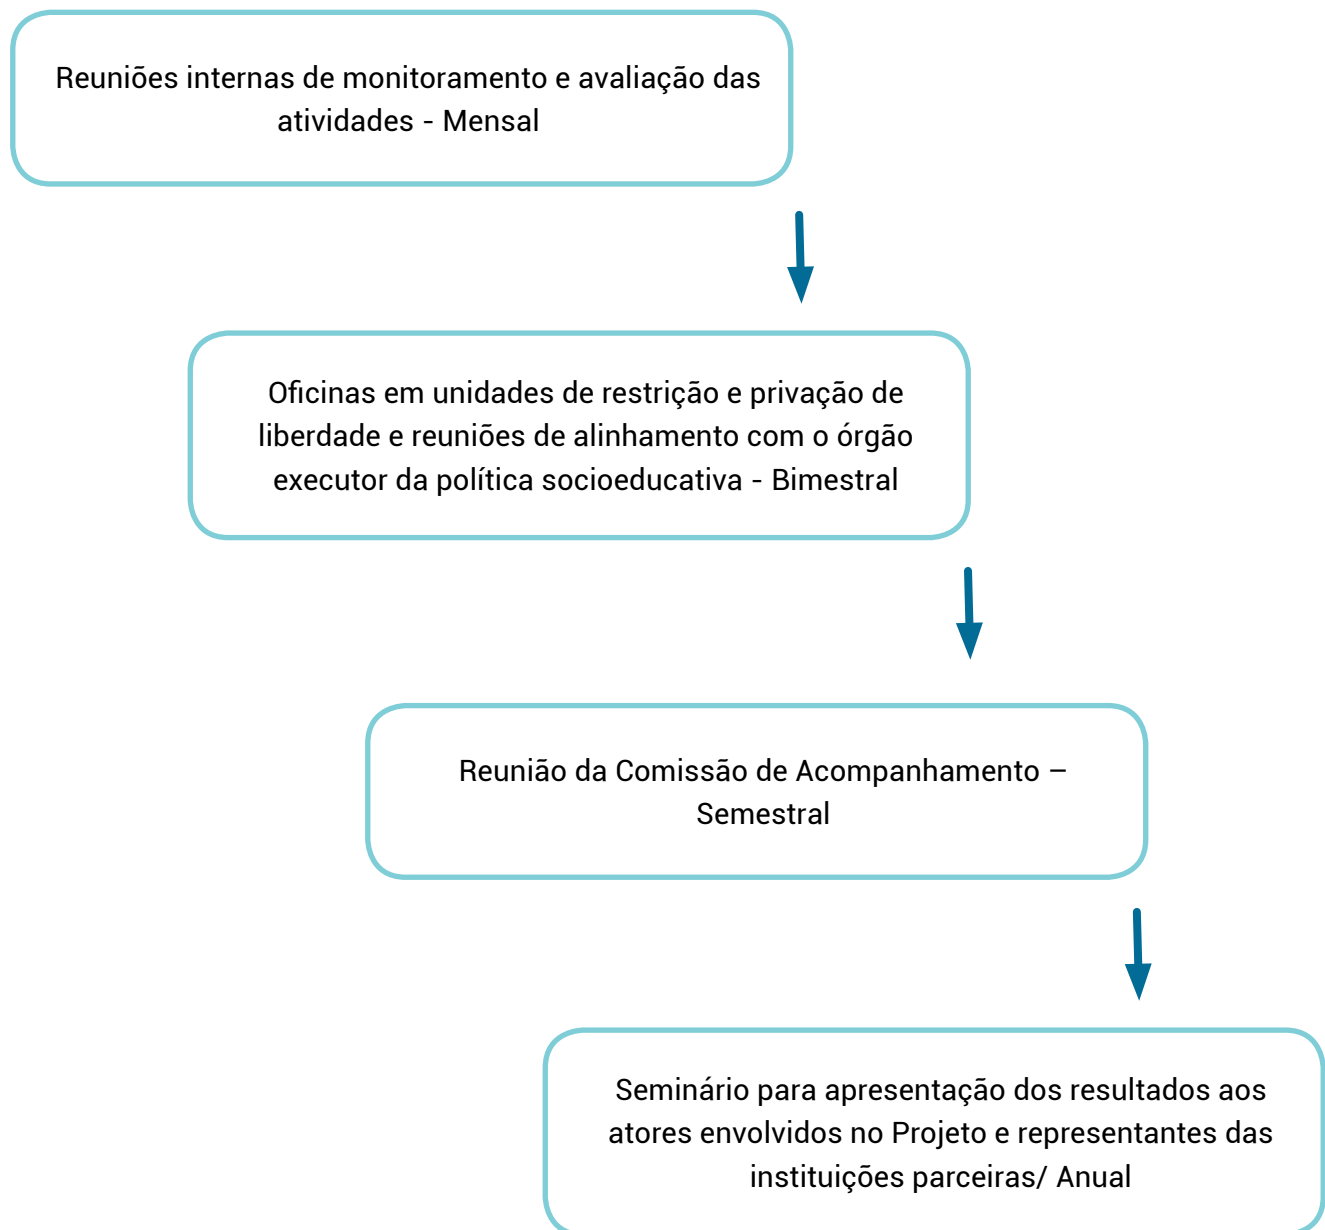 Reuniões internas de monitoramento e avaliação das
atividades - Mensal
Oficinas em unidades de restrição e privação de
liberdade e reuniões de alinhamento com o órgão
executor da política socioeducativa - Bimestral
Reunião da Comissão de Acompanhamento –
Semestral
Seminário para apresentação dos resultados aos
atores envolvidos no Projeto e representantes das
instituições parceiras/ Anual